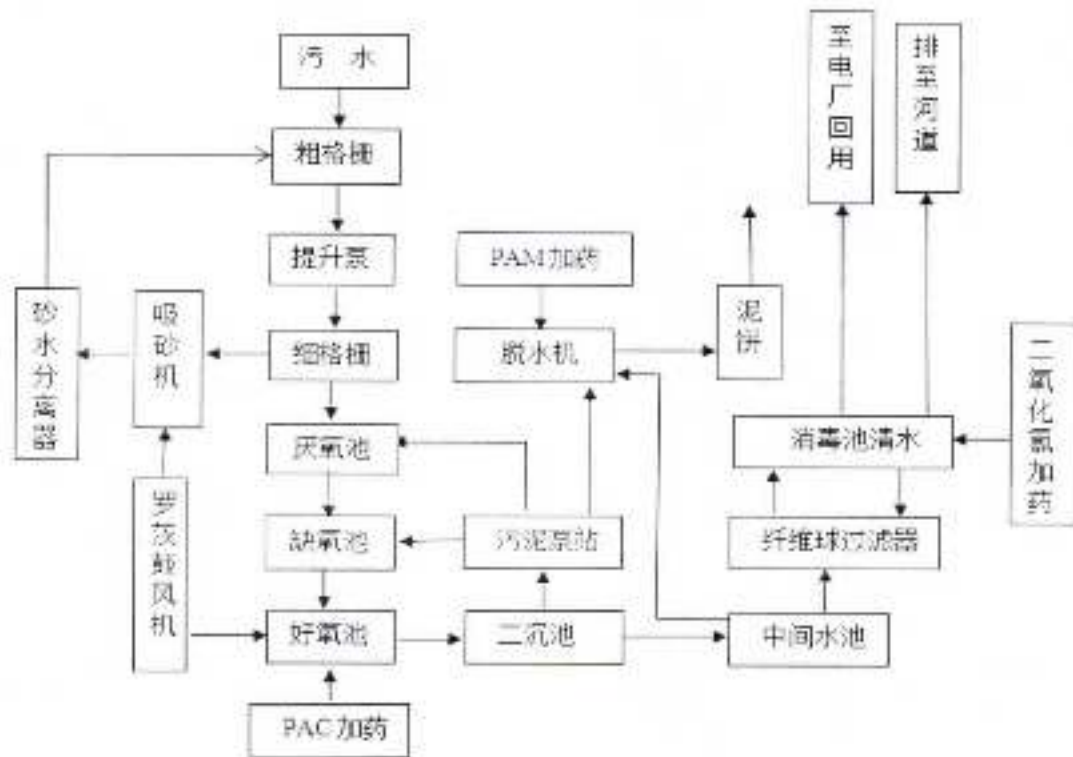 污 水
粗格栅
提升泵
细格栅
吸砂机
砂水分离器
罗茨鼓风机
厌氧池
缺氧池
好氧池
PAC加药
PAM加药
脱水机
泥饼
污泥泵站
二沉池
中间水池
纤维球过滤器
消毒池清水
二氧化氯加药
至电厂回用
排至河道